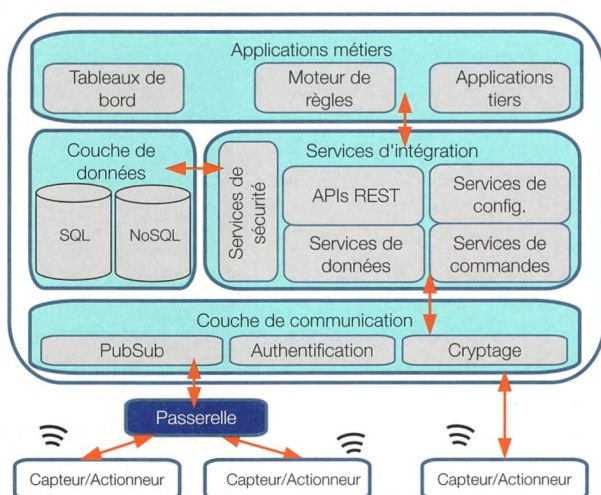 Applications métiers
Tableaux de
bord
Moteur de
règles
Applications
tiers
Couche de
données
SQL
NoSQL
Services d'intégration
Services de
sécurité
APIs REST
Services de
config.
Services de
données
Services de
commandes
Couche de communication
PubSub
Authentification
Cryptage
Passerelle
Capteur/Actionneur
Capteur/Actionneur
Capteur/Actionneur